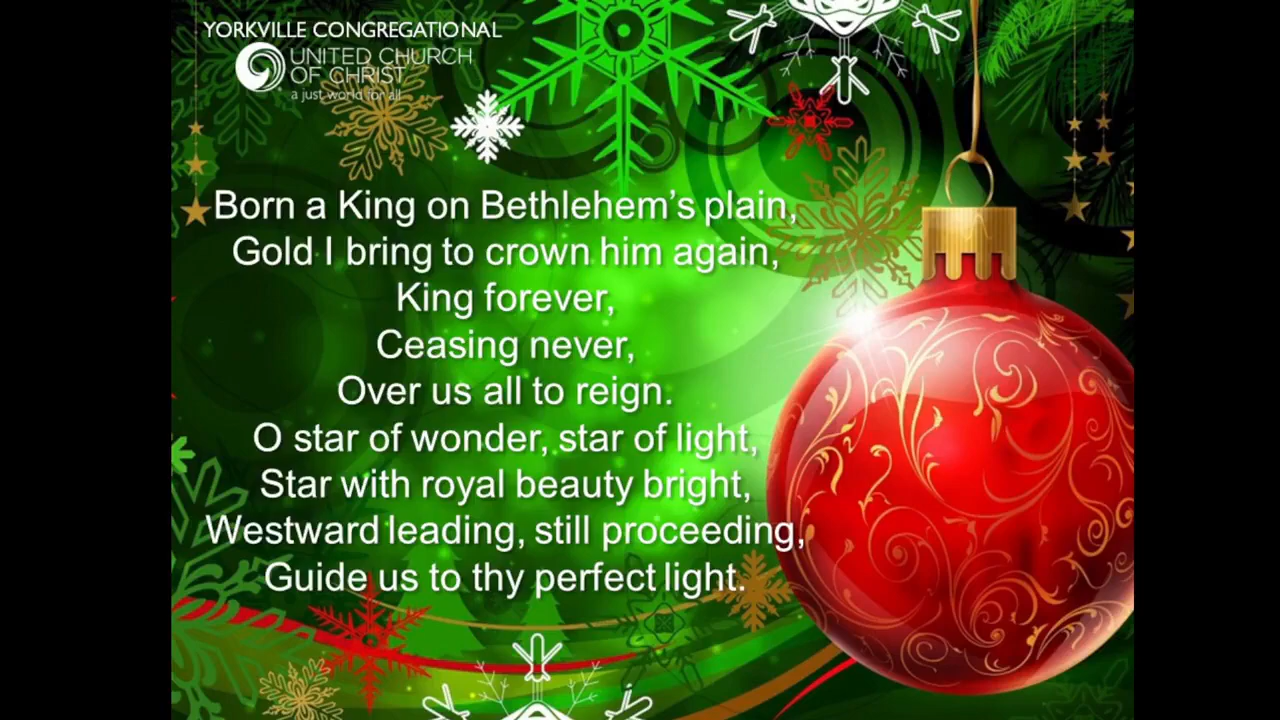 YORKVILLE CONGREGATIONAL
UNITED CHURCH
OF CHRIST
a just world for all
Born a King on Bethlehem’s plain,
Gold I bring to crown him again,
King forever,
Ceasing never,
Over us all to reign.
O star of wonder, star of light,
Star with royal beauty bright,
Westward leading, still proceeding,
Guide us to thy perfect light.